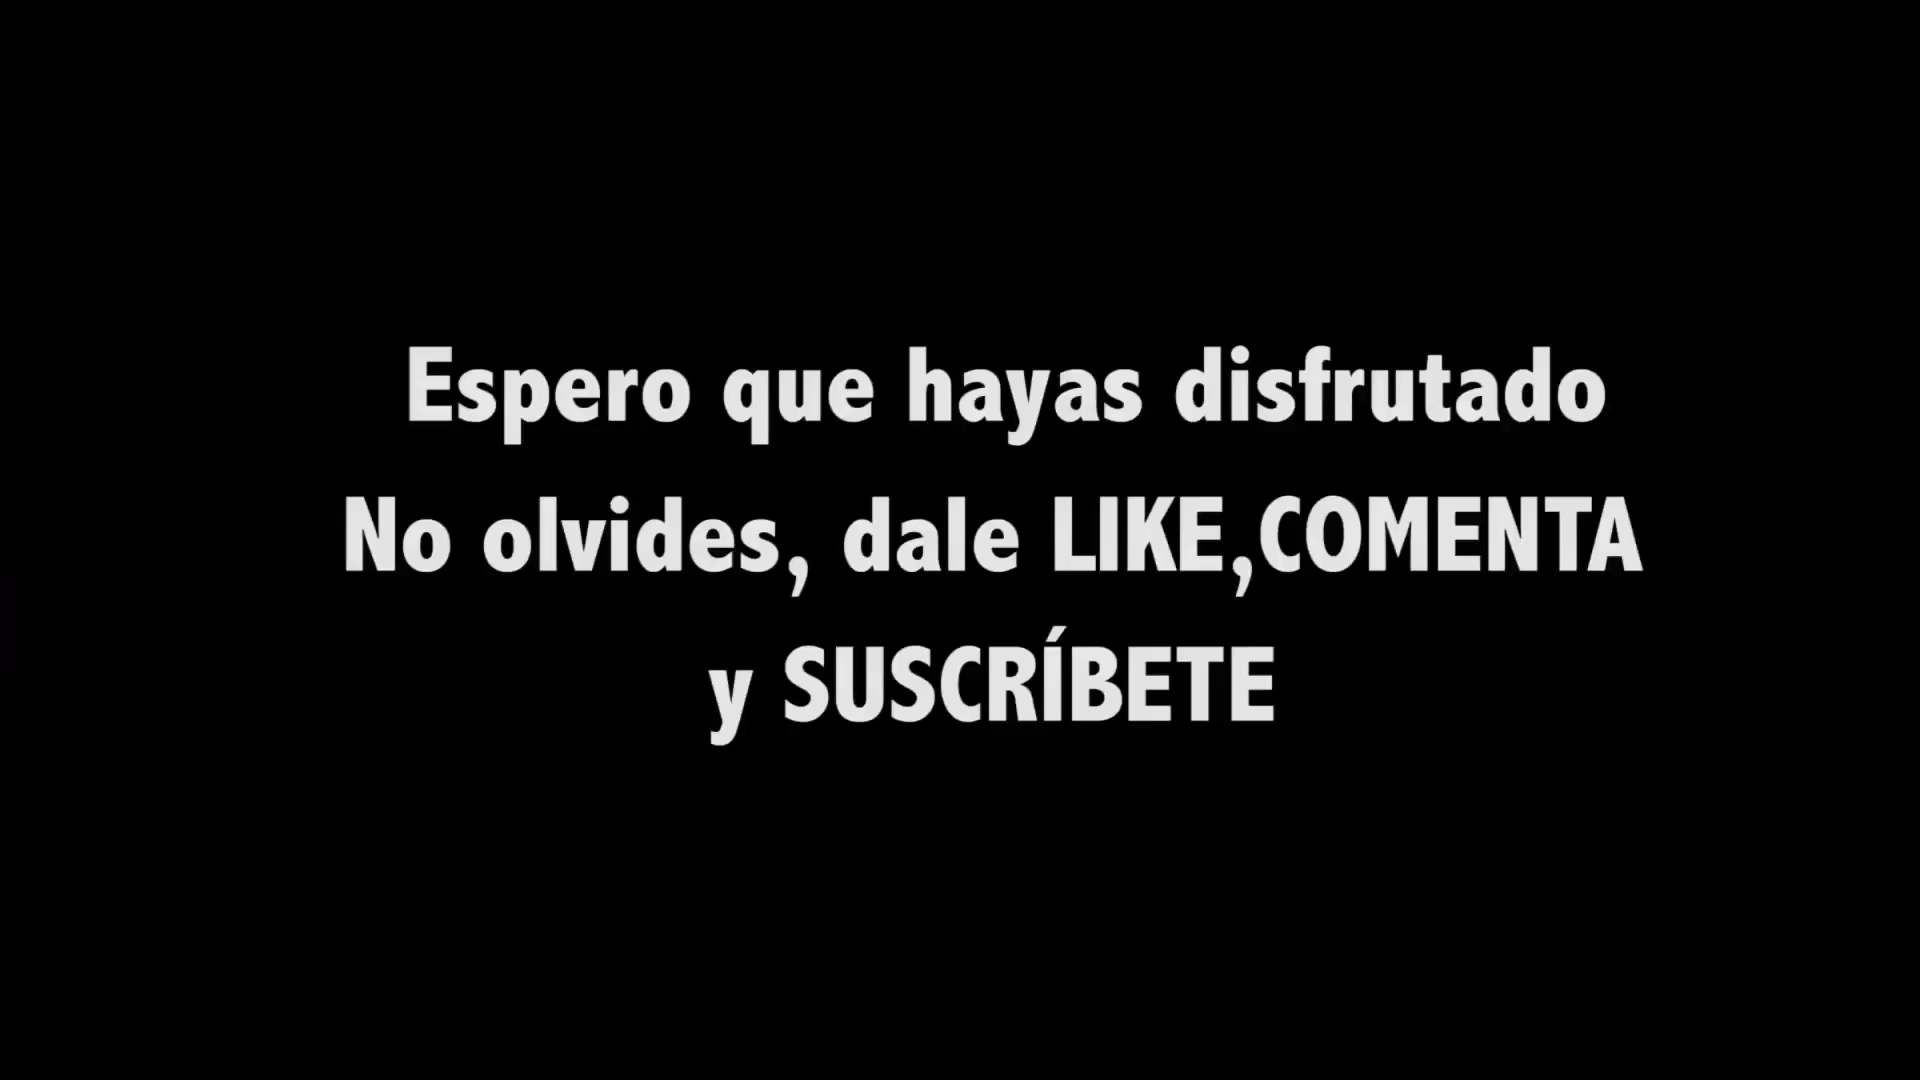 Espero que hayas disfrutado
No olvides, dale LIKE,COMENTA
y SUSCRÍBETE